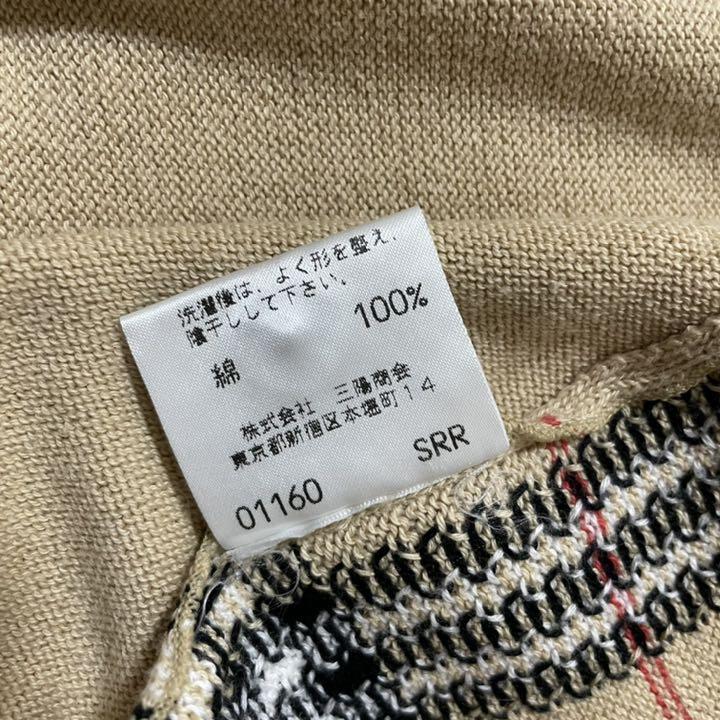 洗濯後は、よく形を整え、
陰干しして下さい。
綿 100%
株式会社 三陽商会
東京都新宿区本塩町14
SRR
01160